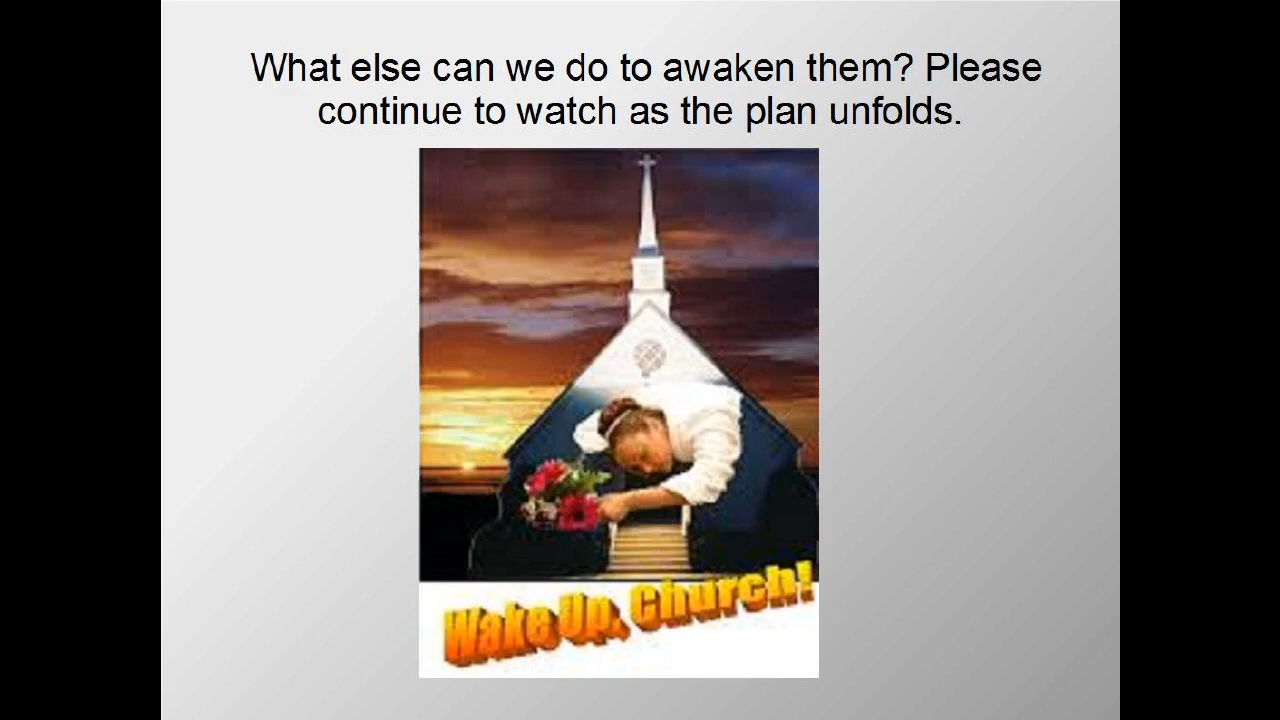 What else can we do to awaken them? Please
continue to watch as the plan unfolds.
Wake Up, Church!